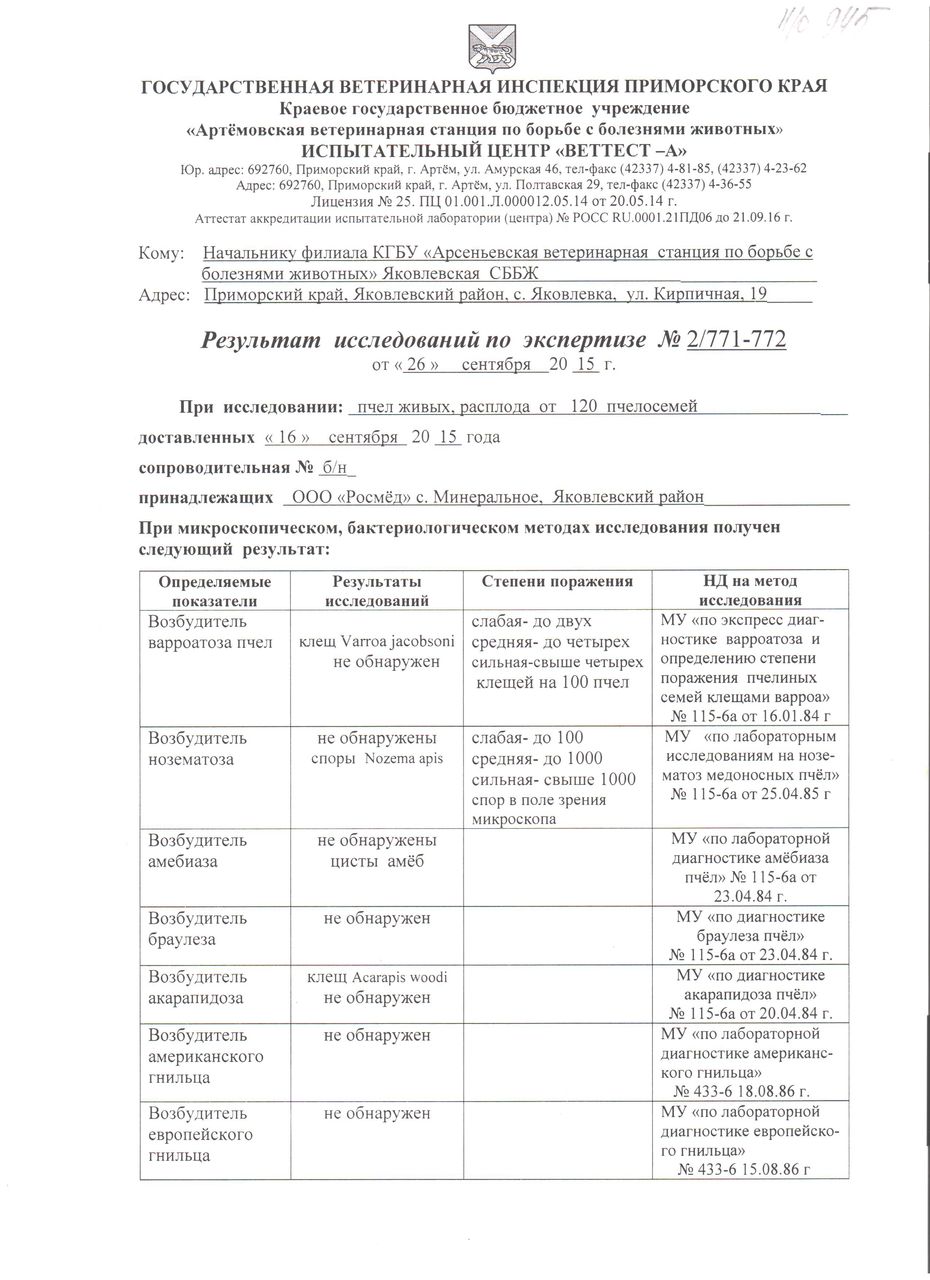 ГОСУДАРСТВЕННАЯ ВЕТЕРИНАРНАЯ ИНСПЕКЦИЯ ПРИМОРСКОГО КРАЯ
Краевое государственное бюджетное учреждение
«Артёмовская ветеринарная станция по борьбе с болезнями животных»
ИСПЫТАТЕЛЬНЫЙ ЦЕНТР «ВЕТТЕСТ –А»
Юр. адрес: 692760, Приморский край, г. Артём, ул. Амурская 46, тел-факс (42337) 4-81-85, (42337) 4-23-62
Адрес: 692760, Приморский край, г. Артём, ул. Полтавская 29, тел-факс (42337) 4-36-55
Лицензия № 25. ПЦ 01.001.Л.000012.05.14 от 20.05.14 г.
Аттестат аккредитации испытательной лаборатории (центра) № РОСС RU.0001.21ПД06 до 21.09.16 г.
Кому: Начальнику филиала КГБУ «Арсеньевская ветеринарная станция по борьбе с
болезнями животных» Яковлевская СББЖ
Адрес: Приморский край, Яковлевский район, с. Яковлевка, ул. Кирпичная, 19
Результат исследований по экспертизе № 2/771-772
от « 26 » сентября 20 15 г.
При исследовании: пчел живых, расплода от 120 пчелосемей
доставленных « 16 » сентября 20 15 года
сопроводительная № б/н
принадлежащих ООО «Росмёд» с. Минеральное, Яковлевский район
При микроскопическом, бактериологическом методах исследования получен
следующий результат:
Определяемые
показатели
Результаты
исследований
Степени поражения
НД на метод
исследования
Возбудитель
варроатоза пчел
клещ Varroa jacobsoni
не обнаружен
слабая- до двух
средняя- до четырех
сильная-свыше четырех
клещей на 100 пчел
МУ «по экспресс диаг-
ностике варроатоза и
определению степени
поражения пчелиных
семей клещами варроа»
№ 115-6а от 16.01.84 г
Возбудитель
нозематоза
не обнаружены
споры Nozema apis
слабая- до 100
средняя- до 1000
сильная- свыше 1000
спор в поле зрения
микроскопа
МУ «по лабораторным
исследованиям на нозе-
матоз медоносных пчёл»
№ 115-6а от 25.04.85 г
Возбудитель
амебиаза
не обнаружены
цисты амёб
МУ «по лабораторной
диагностике амёбиаза
пчёл» № 115-6а от
23.04.84 г.
Возбудитель
браулеза
не обнаружен
МУ «по диагностике
браулеза пчёл»
№ 115-6а от 23.04.84 г.
Возбудитель
акарапидоза
клещ Acarapis woodi
не обнаружен
МУ «по диагностике
акарапидоза пчёл»
№ 115-6а от 20.04.84 г.
Возбудитель
американского
гнильца
не обнаружен
МУ «по лабораторной
диагностике американс-
кого гнильца»
№ 433-6 18.08.86 г.
Возбудитель
европейского
гнильца
не обнаружен
МУ «по лабораторной
диагностике европейско-
го гнильца»
№ 433-6 15.08.86 г